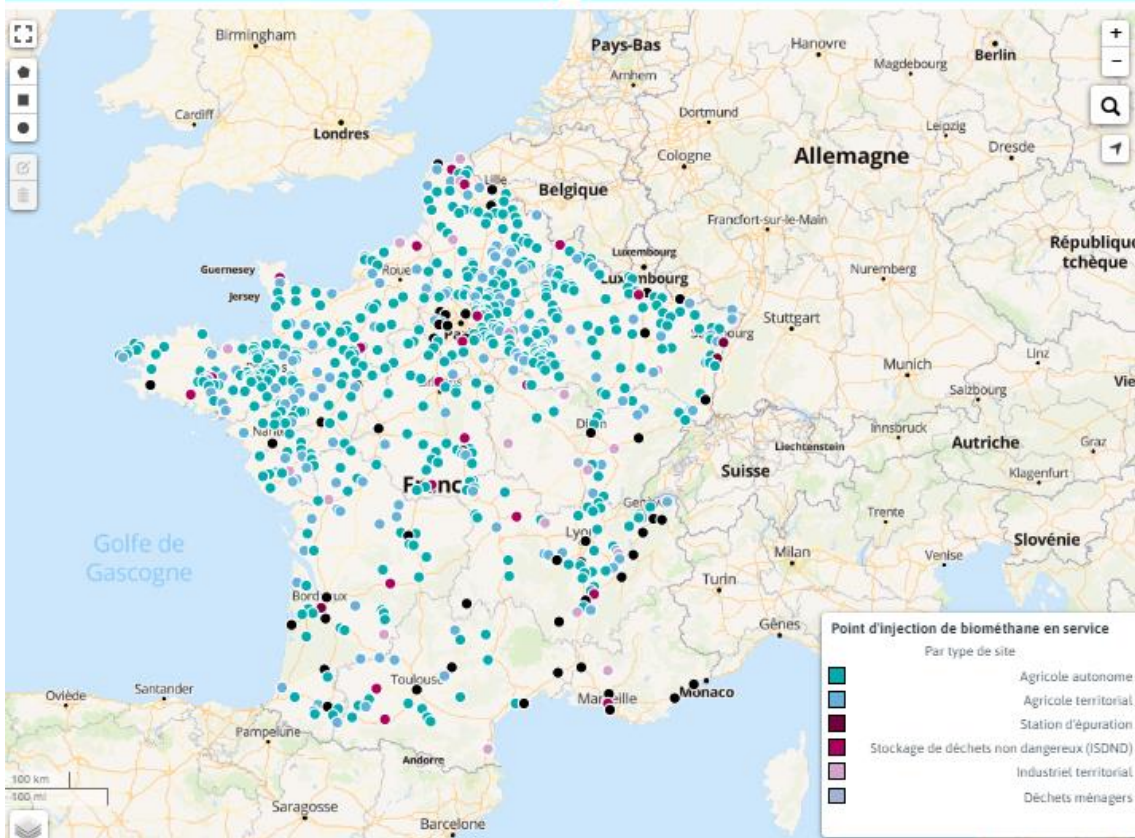 Birmingham
Cardiff
Londres
Pays-Bas
Arnhem
Hanovre
Magdebourg
Berlin
Dortmund
Leipzig
Dresde
Cologne
Allemagne
Belgique
Lille
Francfort-sur-le-Main
Luxembourg
Luxembourg
République
tchèque
Nuremberg
Guernesey
Jersey
Stuttgart
Munich
Linz
Salzbourg
Innsbruck
Liechtenstein
Autriche
Graz
Suisse
Klagenfurt
Trente
Slovénie
Milan
Venise
Turin
Gênes
Golfe de
Gascogne
Toulouse
Marseille
Monaco
Oviède
Santander
Pampelune
Andorre
Saragosse
Barcelone
100 km
100 mi
Point d'injection de biométhane en service
Par type de site
Agricole autonome
Agricole territorial
Station d'épuration
Stockage de déchets non dangereux (ISDND)
Industriel territorial
Déchets ménagers